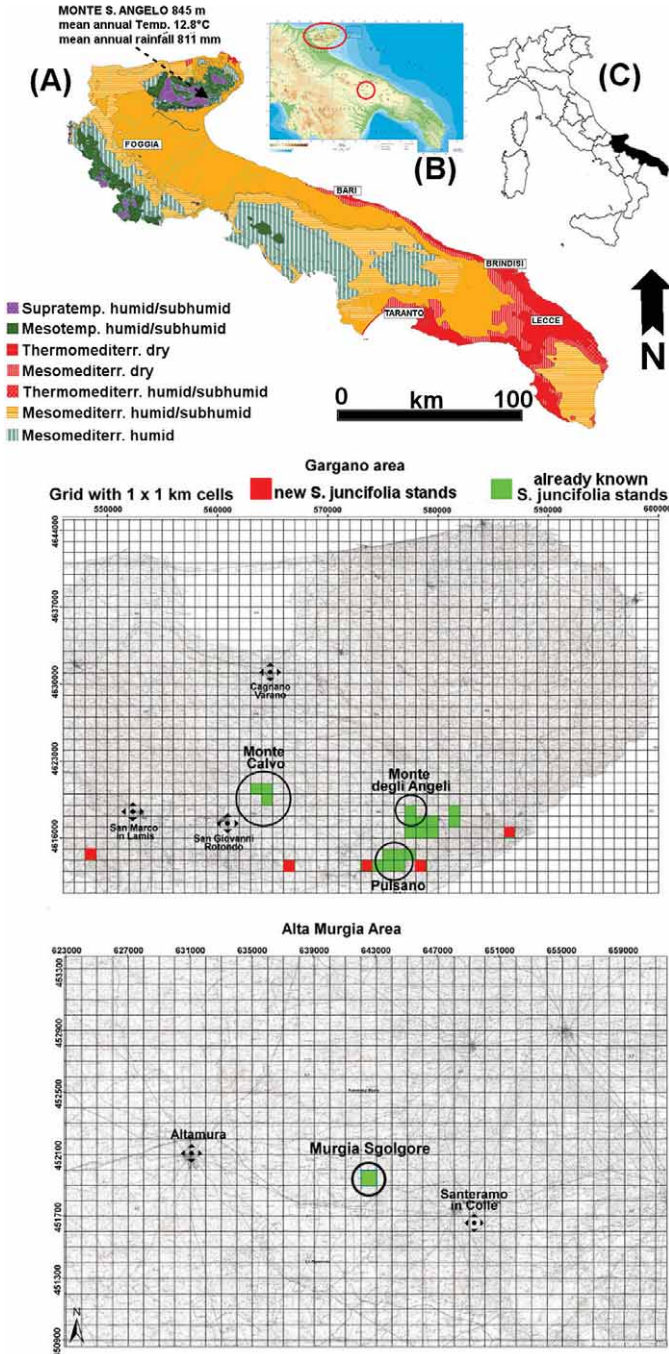 MONTE S. ANGELO 845 m
mean annual Temp. 12.8°C
mean annual rainfall 811 mm
(A)
(B)
(C)
FOGGIA
BARI
BRINDISI
TARANTO
LECCE
N
Supratemp. humid/subhumid
Mesotemp. humid/subhumid
Thermomediterr. dry
Mesomediterr. dry
Thermomediterr. humid/subhumid
Mesomediterr. humid/subhumid
Mesomediterr. humid
0 100
km
Gargano area
Grid with 1 x 1 km cells
new S. juncifolia stands
already known
S. juncifolia stands
550000 560000 570000 580000 590000 600000
4644000
4637000
4630000
4623000
4616000
Cagnano
Varano
Monte
Calvo
Monte
degli Angeli
San Marco
in Lamis
San Giovanni
Rotondo
Pulsano
Alta Murgia Area
623000 627000 631000 635000 639000 643000 647000 651000 655000 659000
453300
452900
452500
452100
451700
451300
450900
Altamura
Murgia Sgolgore
Santeramo
in Colle
N